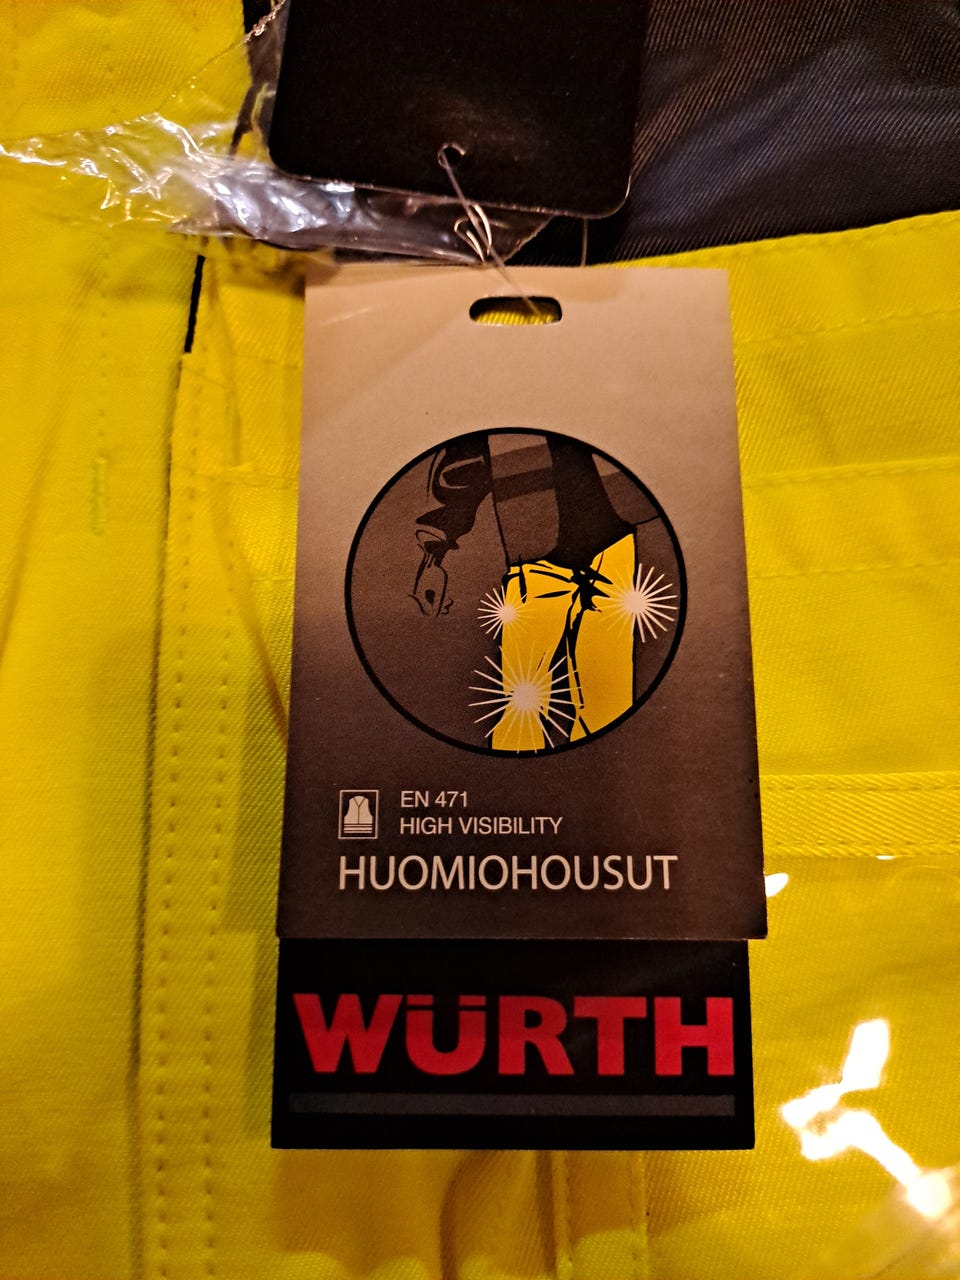 EN 471
HIGH VISIBILITY
HUOMIOHOUSUT
WÜRTH